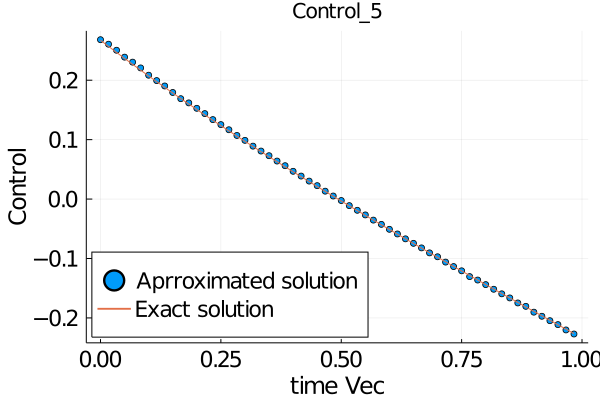 Control_5
Control
0.2
0.1
0.0
−0.1
−0.2
Aprroximated solution
Exact solution
0.00 0.25 0.50 0.75 1.00
time Vec